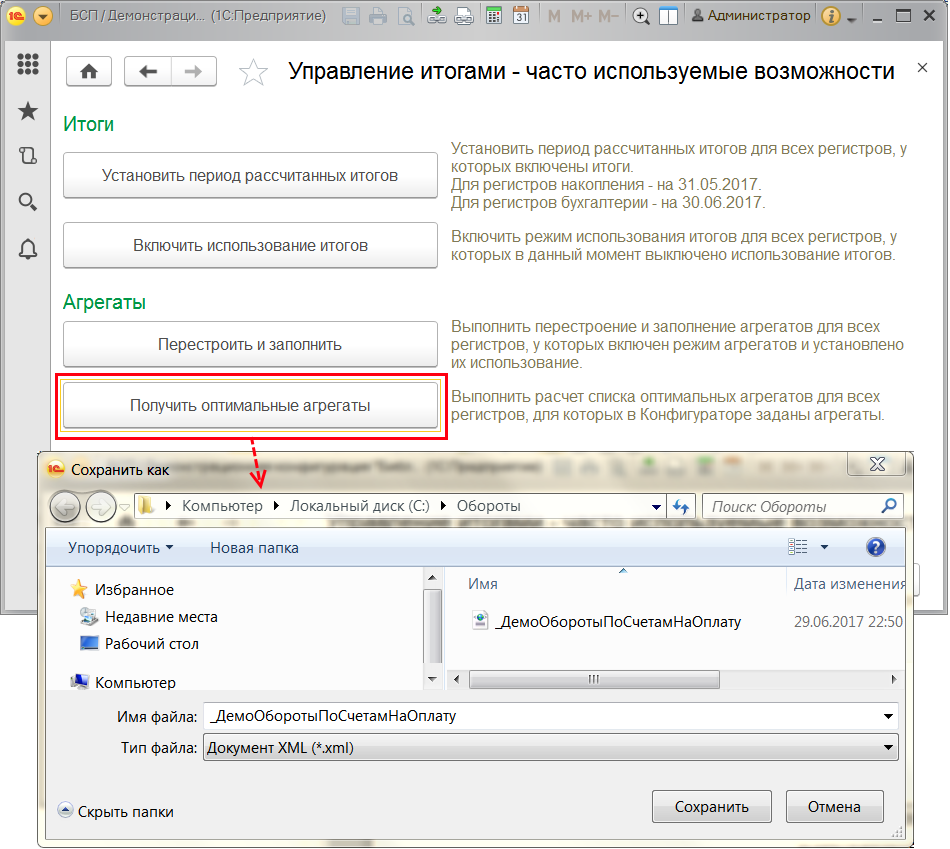 БСП / Демонстраци... (1С:Предприятие)
31
M M+ M-
Администратор
Управление итогами - часто используемые возможности
Итоги
Установить период рассчитанных итогов
Установить период рассчитанных итогов для всех регистров, у
которых включены итоги.
Для регистров накопления - на 31.05.2017.
Для регистров бухгалтерии - на 30.06.2017.
Включить использование итогов
Включить режим использования итогов для всех регистров, у
которых в данный момент выключено использование итогов.
Агрегаты
Перестроить и заполнить
Выполнить перестроение и заполнение агрегатов для всех
регистров, у которых включен режим агрегатов и установлено
их использование.
Получить оптимальные агрегаты
Выполнить расчет списка оптимальных агрегатов для всех
регистров, для которых в Конфигураторе заданы агрегаты.
Сохранить как
Компьютер
Локальный диск (C:)
Обороты
Поиск: Обороты
Упорядочить
Новая папка
Избранное
Недавние места
Рабочий стол
Компьютер
Имя
Дата изменения
_ДемоОборотыПоСчетамНаОплату
29.06.2017 22:50
Имя файла: _ДемоОборотыПоСчетамНаОплату
Тип файла: Документ XML (*.xml)
Скрыть папки
Сохранить
Отмена